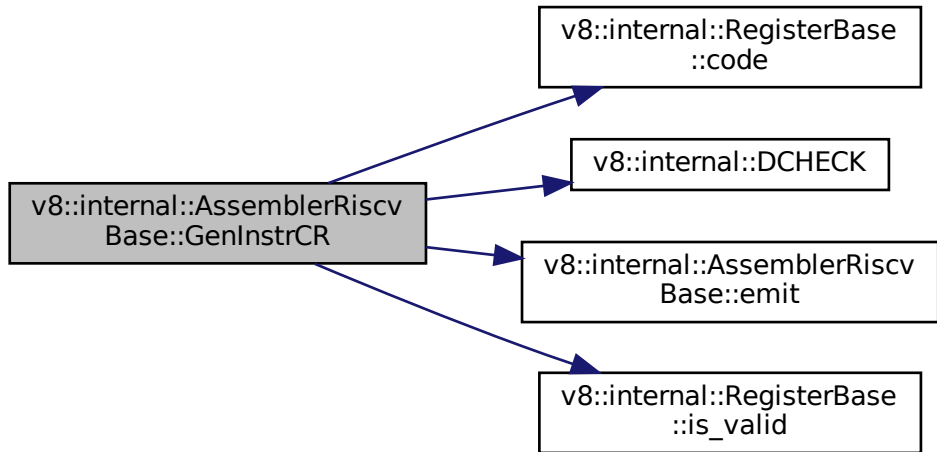 v8::internal::RegisterBase
::code
v8::internal::DCHECK
v8::internal::AssemblerRiscv
Base::GenInstrCR
v8::internal::AssemblerRiscv
Base::emit
v8::internal::RegisterBase
::is_valid